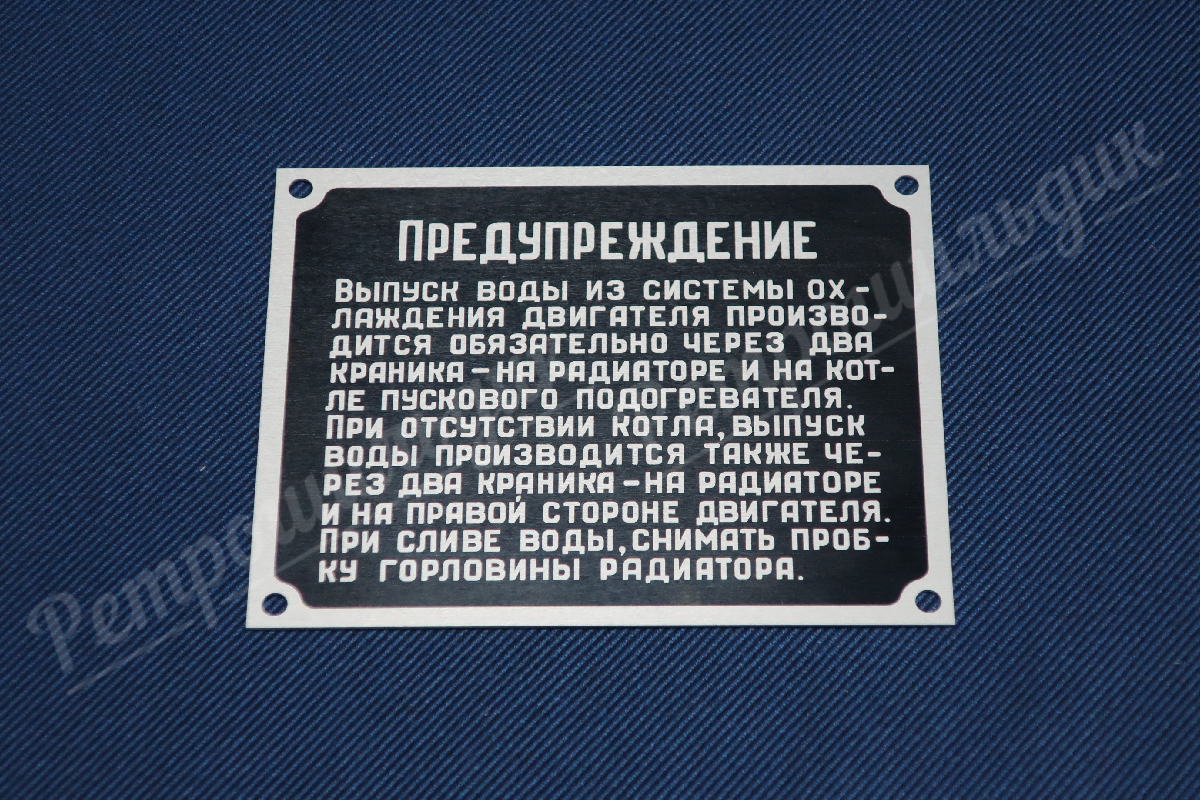 ПРЕДУПРЕЖДЕНИЕ
ВЫПУСК ВОДЫ ИЗ СИСТЕМЫ ОХ-
ЛАЖДЕНИЯ ДВИГАТЕЛЯ ПРОИЗВО-
ДИТСЯ ОБЯЗАТЕЛЬНО ЧЕРЕЗ ДВА
КРАНИКА – НА РАДИАТОРЕ И НА КОТ-
ЛЕ ПУСКОВОГО ПОДОГРЕВАТЕЛЯ.
ПРИ ОТСУТСТВИИ КОТЛА, ВЫПУСК
ВОДЫ ПРОИЗВОДИТСЯ ТАКЖЕ ЧЕ-
РЕЗ ДВА КРАНИКА – НА РАДИАТОРЕ
И НА ПРАВОЙ СТОРОНЕ ДВИГАТЕЛЯ.
ПРИ СЛИВЕ ВОДЫ, СНИМАТЬ ПРОБ-
КУ ГОРЛОВИНЫ РАДИАТОРА.